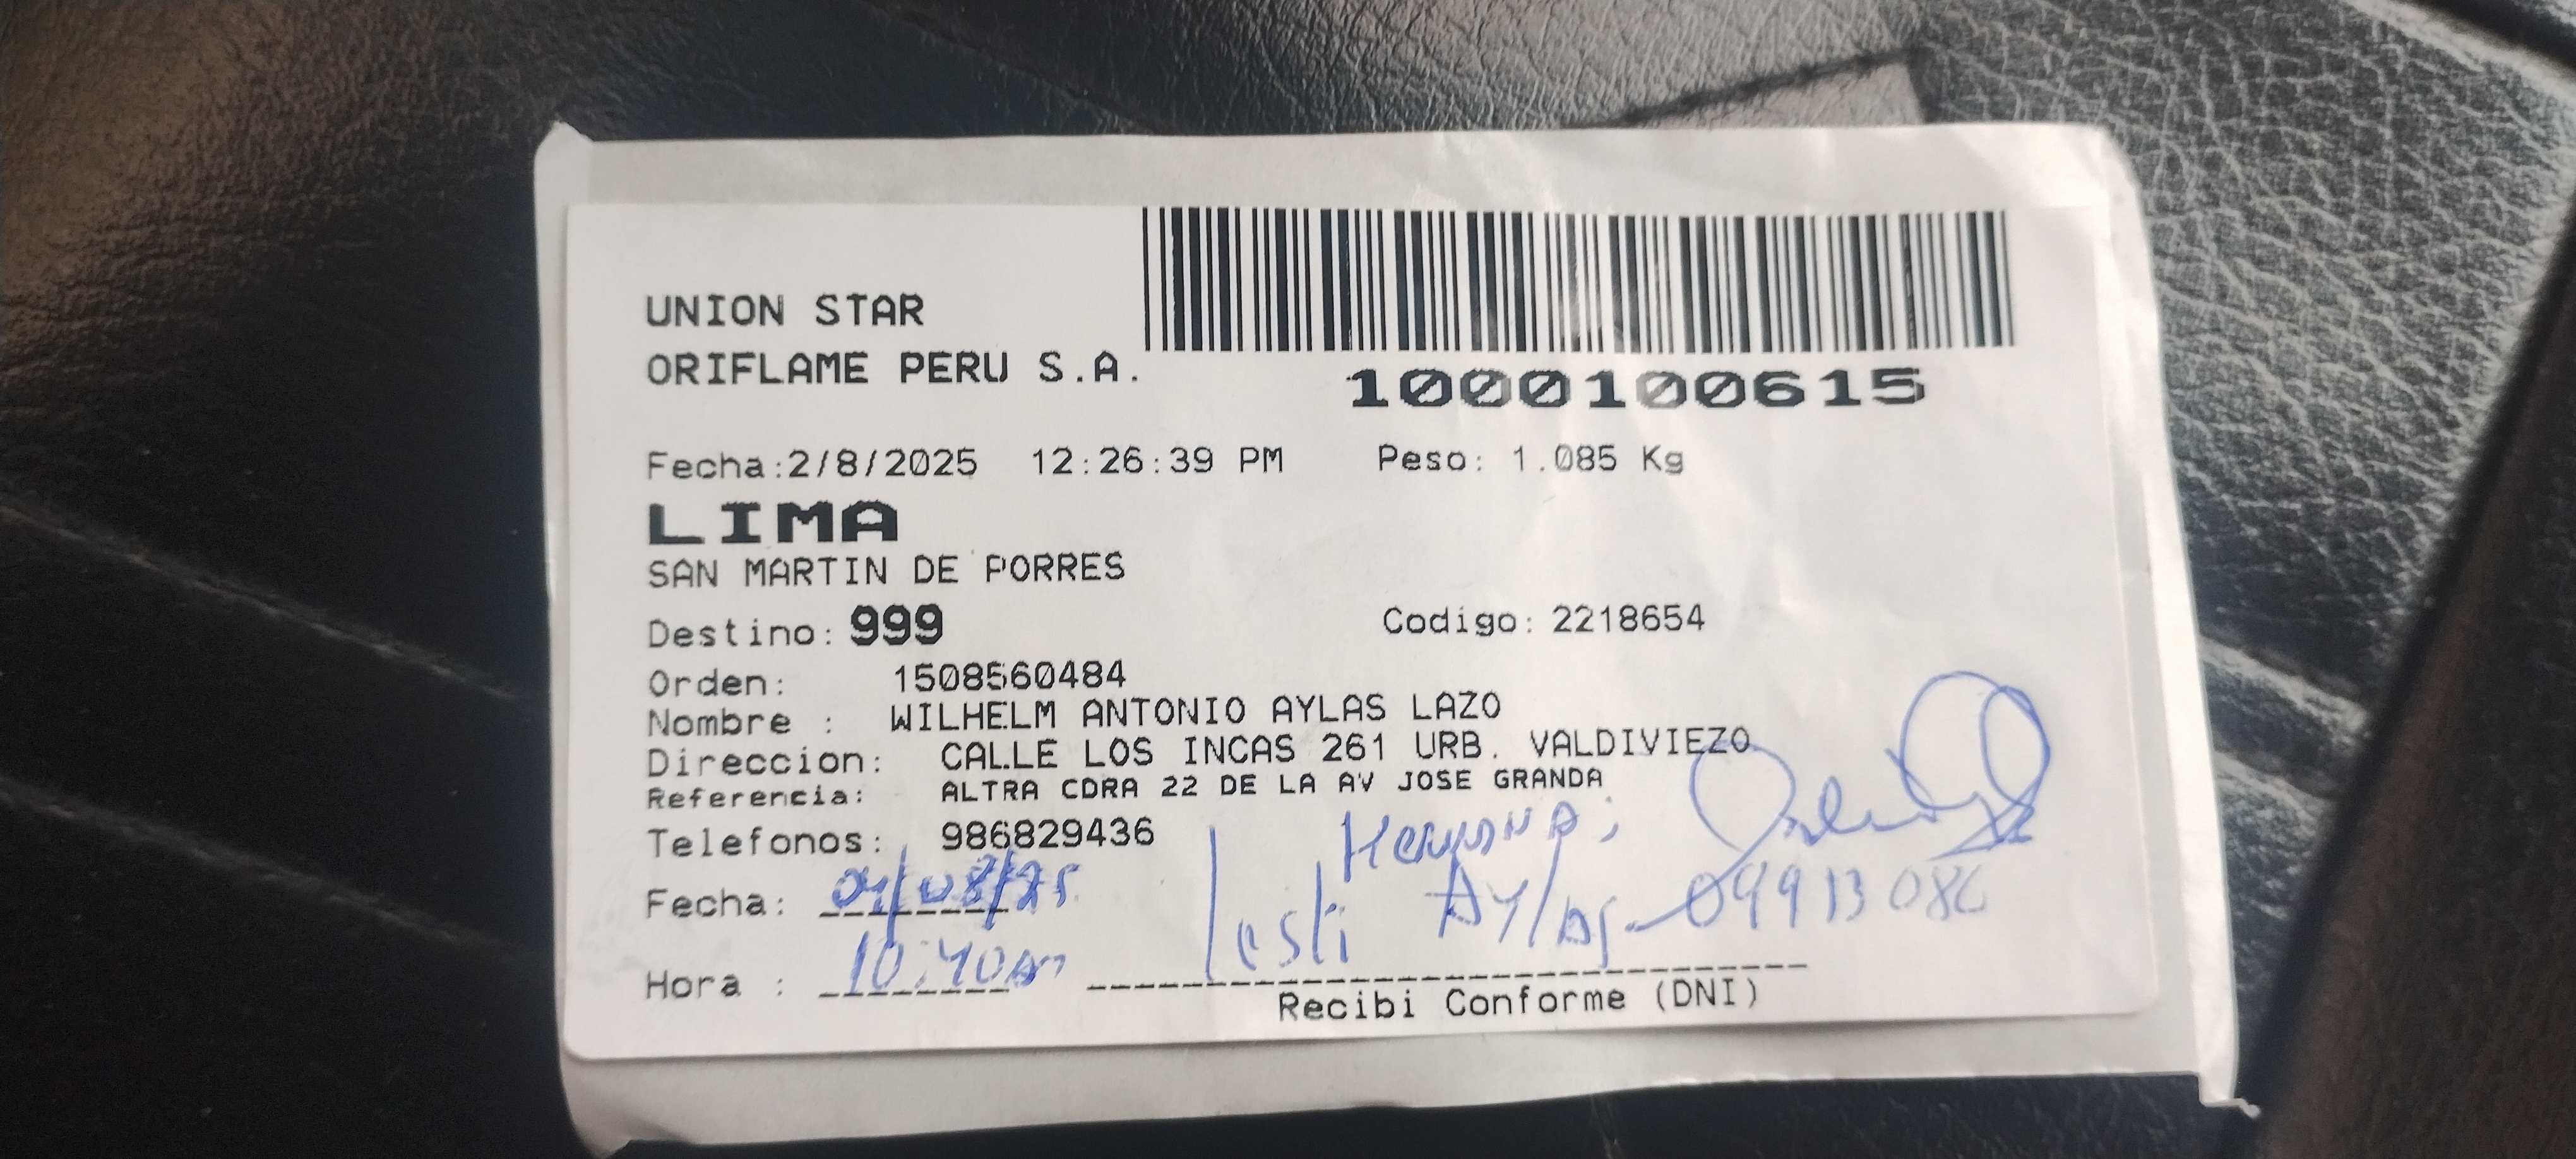 UNION STAR
ORIFLAME PERU S.A.
1000100615
Fecha:2/8/2025 12:26:39 PM Peso: 1.085 Kg
LIMA
SAN MARTIN DE PORRES
Destino: 999 Codigo: 2218654
Orden: 1508560484
Nombre : WILHELM ANTONIO AYLAS LAZO
Direccion: CALLE LOS INCAS 261 URB. VALDIVIEZO
Referencia: ALTRA CDRA 22 DE LA AV JOSE GRANDA
Telefonos: 986829436
Hermana;
Fecha: 04/08/25
Lesli Aylas - 09913086
Hora : 10:40am
Recibi Conforme (DNI)